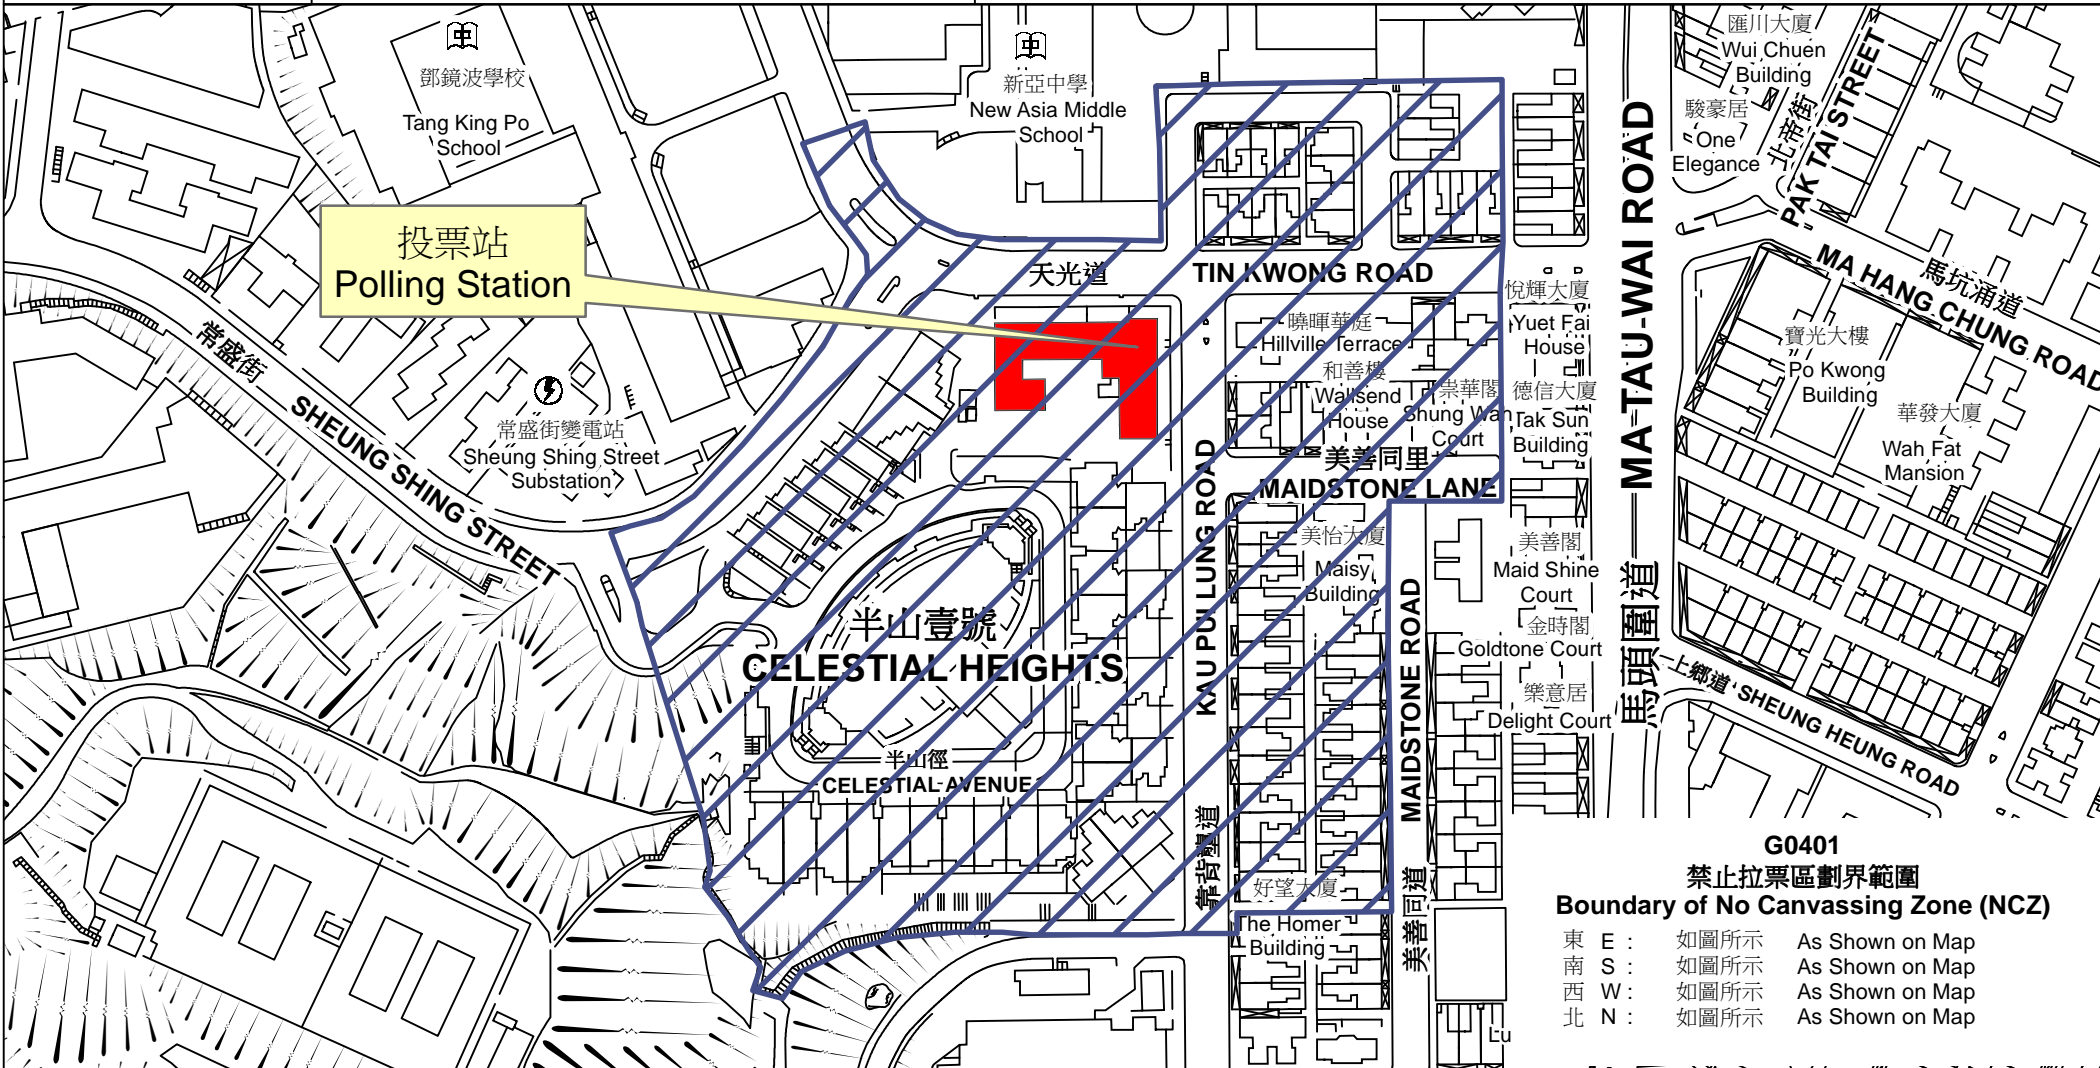 鄧鏡波學校
Tang King Po
School
新亞中學
New Asia Middle
School
匯川大廈
Wui Chuen
Building
駿豪居
One
Elegance
北帝街
PAK TAI STREET
投票站
Polling Station
天光道
TIN KWONG ROAD
MA TAU WAI ROAD
馬頭圍道
馬坑涌道
MA HANG CHUNG ROAD
常盛街
SHEUNG SHING STREET
常盛街變電站
Sheung Shing Street
Substation
曉暉華庭
Hillville Terrace
和善樓
Wallsend
House
崇華閣
Shung Wan
Court
悅輝大廈
Yuet Fai
House
德信大廈
Tak Sun
Building
寶光大樓
Po Kwong
Building
華發大廈
Wah Fat
Mansion
美善同里
MAIDSTONE LANE
KAU PUI LUNG ROAD
靠背壟道
美怡大廈
Maisy
Building
MAIDSTONE ROAD
美善同道
美善閣
Maid Shine
Court
金時閣
Goldtone Court
樂意居
Delight Court
上鄉道
SHEUNG HEUNG ROAD
半山壹號
CELESTIAL HEIGHTS
半山徑
CELESTIAL AVENUE
好望大廈
The Homer
Building
Lu
G0401
禁止拉票區劃界範圍
Boundary of No Canvassing Zone (NCZ)
東 E : 如圖所示 As Shown on Map
南 S : 如圖所示 As Shown on Map
西 W : 如圖所示 As Shown on Map
北 N : 如圖所示 As Shown on Map